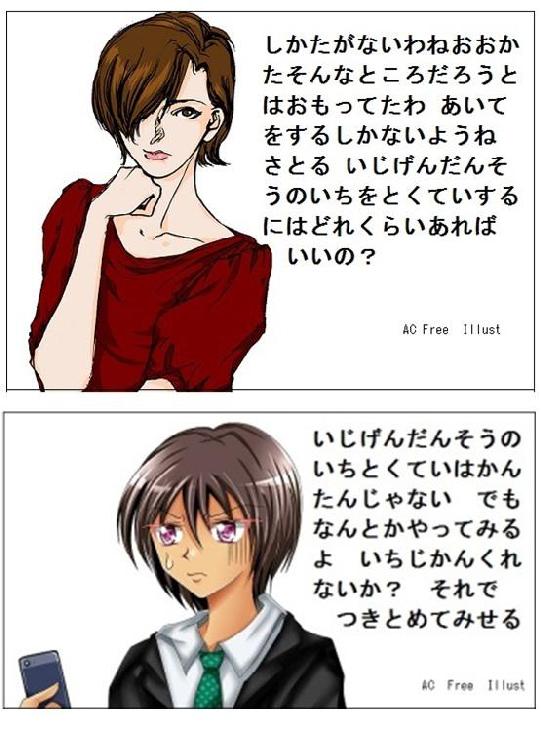 しかたがないわねおおか
たそんなところだろうと
はおもってたわ あいて
をするしかないようね
さとる いじげんだんそ
うのいちをとくていする
にはどれくらいあれば
いいの？
AC Free Illust
いじげんだんそうの
いちとくていはかん
たんじゃない でも
なんとかやってみる
よ いちじかんくれ
ないか？ それで
つきとめてみせる
AC Free Illust